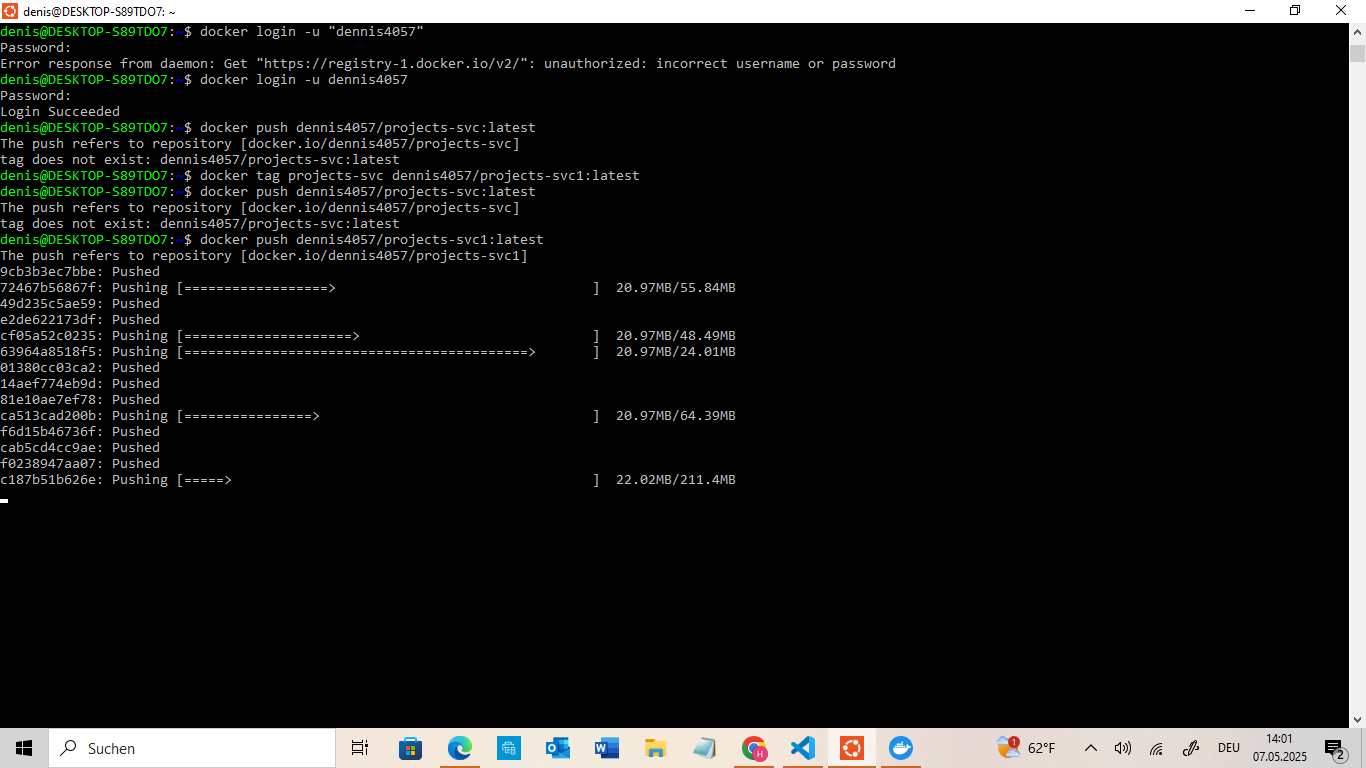 denis@DESKTOP-S89TDO7: ~
denis@DESKTOP-S89TDO7:~$ docker login -u "dennis4057"
Password:
Error response from daemon: Get "https://registry-1.docker.io/v2/": unauthorized: incorrect username or password
denis@DESKTOP-S89TDO7:~$ docker login -u dennis4057
Password:
Login Succeeded
denis@DESKTOP-S89TDO7:~$ docker push dennis4057/projects-svc:latest
The push refers to repository [docker.io/dennis4057/projects-svc]
tag does not exist: dennis4057/projects-svc:latest
denis@DESKTOP-S89TDO7:~$ docker tag projects-svc dennis4057/projects-svc1:latest
denis@DESKTOP-S89TDO7:~$ docker push dennis4057/projects-svc:latest
The push refers to repository [docker.io/dennis4057/projects-svc]
tag does not exist: dennis4057/projects-svc:latest
denis@DESKTOP-S89TDO7:~$ docker push dennis4057/projects-svc1:latest
The push refers to repository [docker.io/dennis4057/projects-svc1]
9cb3b3ec7bbe: Pushed
72467b56867f: Pushing [==================>                                ]  20.97MB/55.84MB
49d235c5ae59: Pushed
e2de622173df: Pushed
cf05a52c0235: Pushing [=====================>                             ]  20.97MB/48.49MB
63964a8518f5: Pushing [===========================================>       ]  20.97MB/24.01MB
01380cc03ca2: Pushed
14aef774eb9d: Pushed
81e10ae7ef78: Pushed
ca513cad200b: Pushing [================>                                  ]  20.97MB/64.39MB
f6d15b46736f: Pushed
cab5cd4cc9ae: Pushed
f0238947aa07: Pushed
c187b51b626e: Pushing [=====>                                             ]  22.02MB/211.4MB
Suchen
H
1
62°F
DEU
14:01
07.05.2025
2